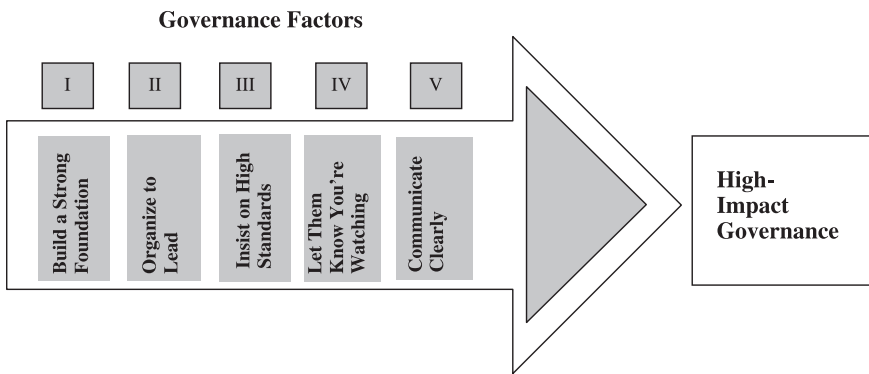 Governance Factors
I
II
III
IV
V
Build a Strong
Foundation
Organize to
Lead
Insist on High
Standards
Let Them
Know You're
Watching
Communicate
Clearly
High-
Impact
Governance